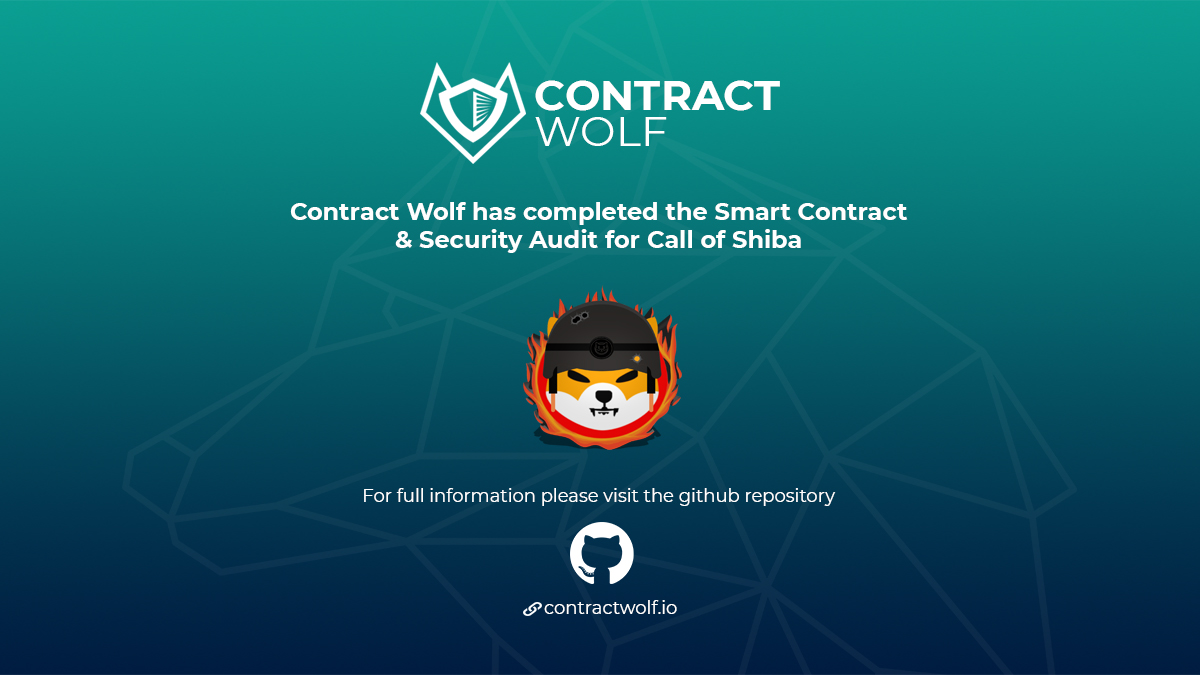 CONTRACT
WOLF
Contract Wolf has completed the Smart Contract
& Security Audit for Call of Shiba
For full information please visit the github repository
contractwolf.io